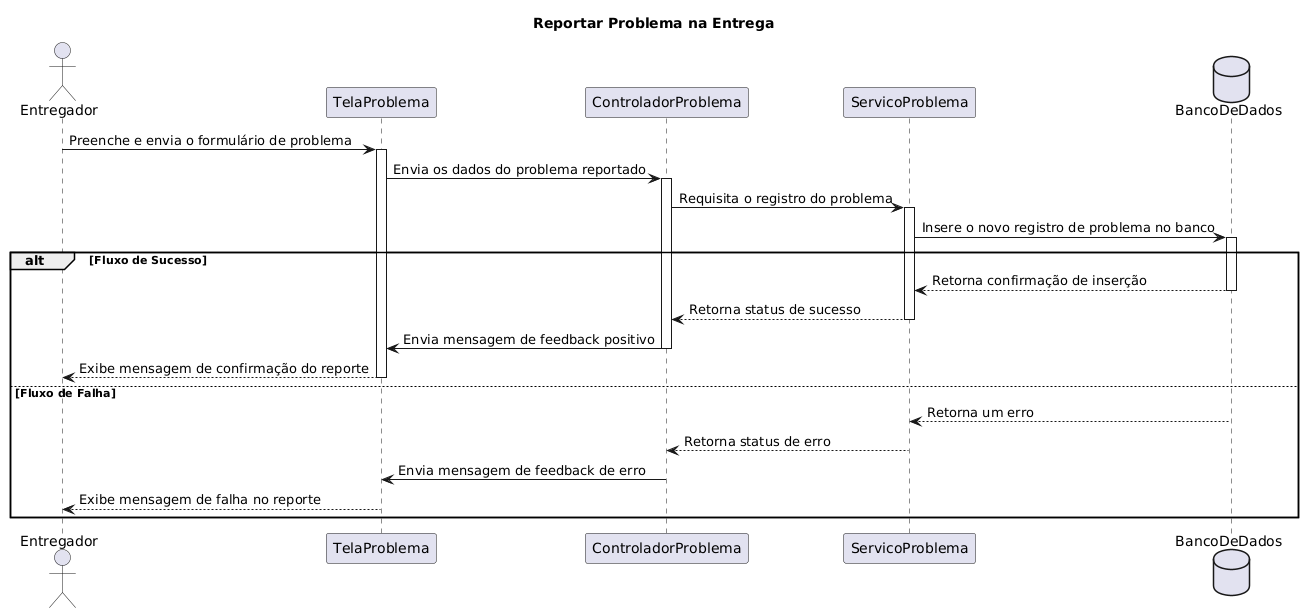 Reportar Problema na Entrega
Entregador
TelaProblema
ControladorProblema
ServicoProblema
BancoDeDados
Preenche e envia o formulário de problema
Envia os dados do problema reportado
Requisita o registro do problema
Insere o novo registro de problema no banco
alt
[Fluxo de Sucesso]
Retorna confirmação de inserção
Retorna status de sucesso
Envia mensagem de feedback positivo
Exibe mensagem de confirmação do reporte
[Fluxo de Falha]
Retorna um erro
Retorna status de erro
Envia mensagem de feedback de erro
Exibe mensagem de falha no reporte
Entregador
TelaProblema
ControladorProblema
ServicoProblema
BancoDeDados